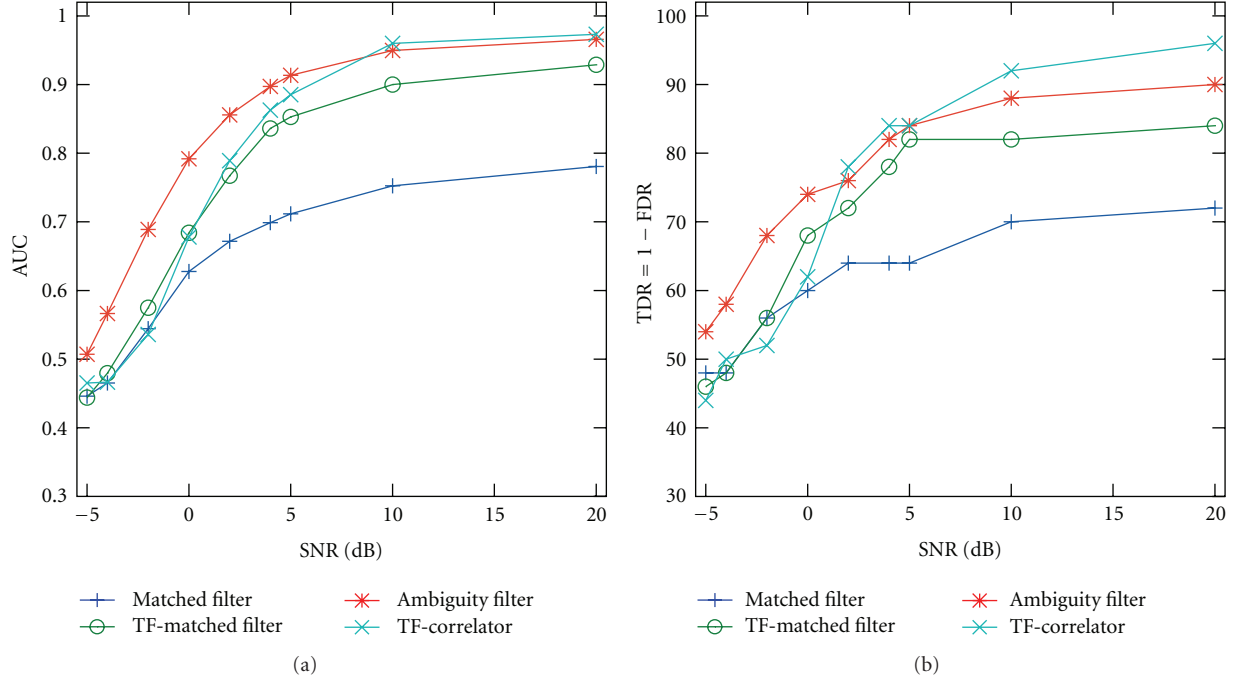 1
0.9
0.8
0.7
0.6
0.5
0.4
0.3
AUC
−5
0
5
10
15
20
SNR (dB)
Matched filter
TF-matched filter
Ambiguity filter
TF-correlator
(a)
100
90
80
70
60
50
40
30
TDR = 1 − FDR
−5
0
5
10
15
20
SNR (dB)
Matched filter
TF-matched filter
Ambiguity filter
TF-correlator
(b)